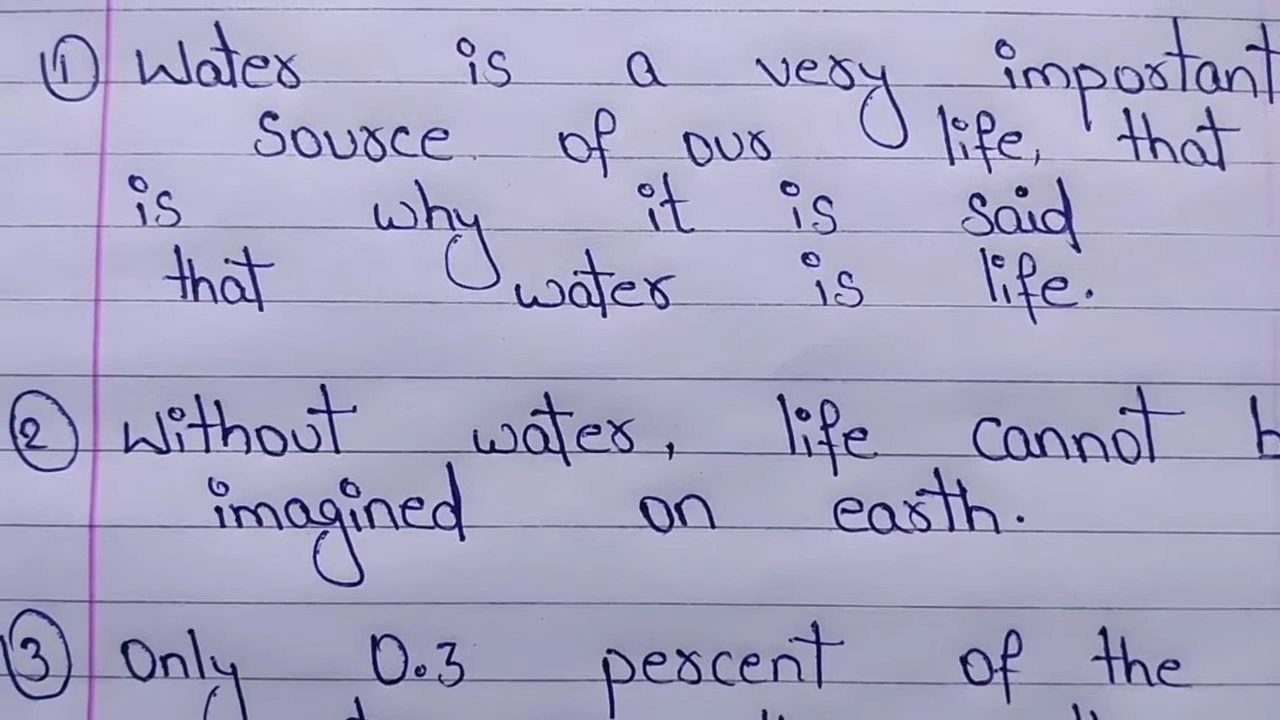 ① Water is a very important
source of our life, that
is why it is said
that water is life.
② Without water, life cannot b
imagined on earth.
③ Only 0.3 percent of the